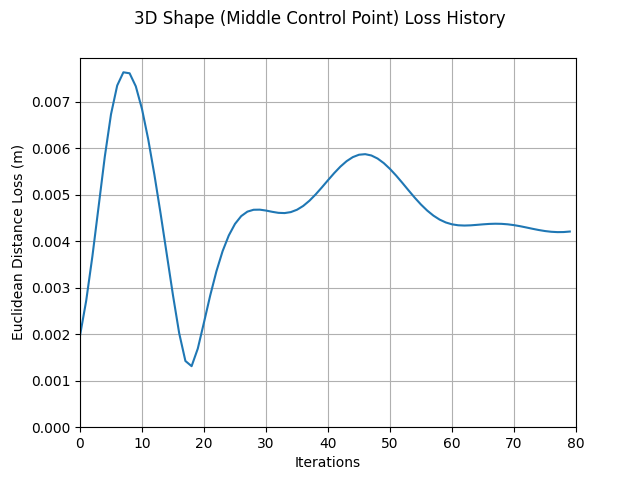 3D Shape (Middle Control Point) Loss History
Euclidean Distance Loss (m)
0.007
0.006
0.005
0.004
0.003
0.002
0.001
0.000
0 10 20 30 40 50 60 70 80
Iterations